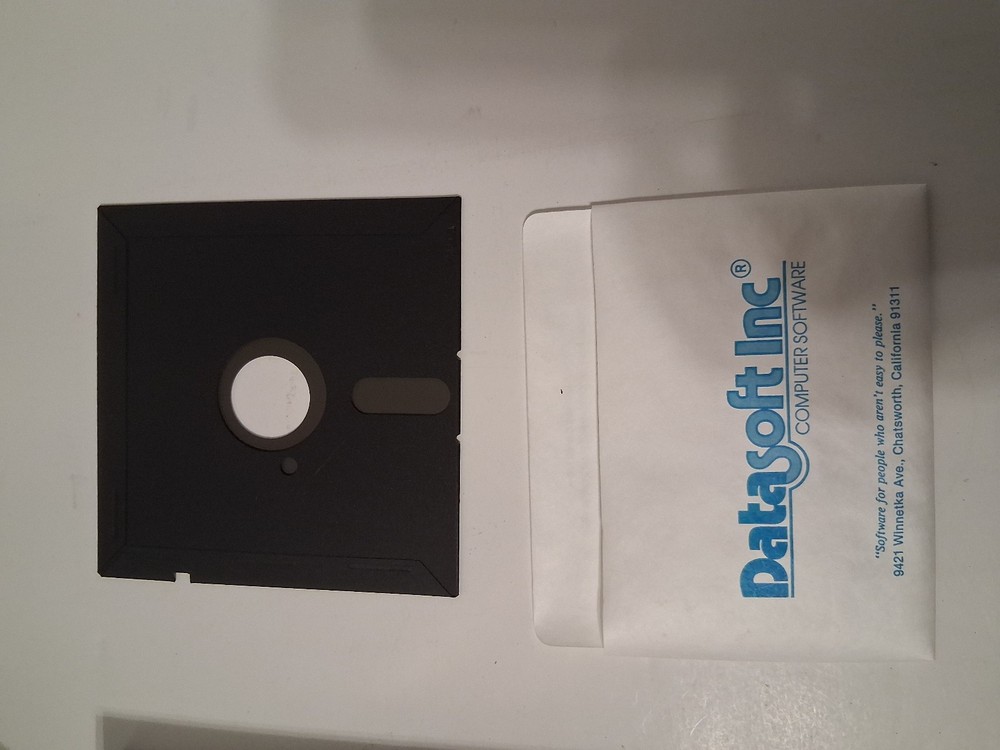 Datasoft Inc®
COMPUTER SOFTWARE
"Software for people who aren't easy to please."
9421 Winnetka Ave., Chatsworth, California 91311